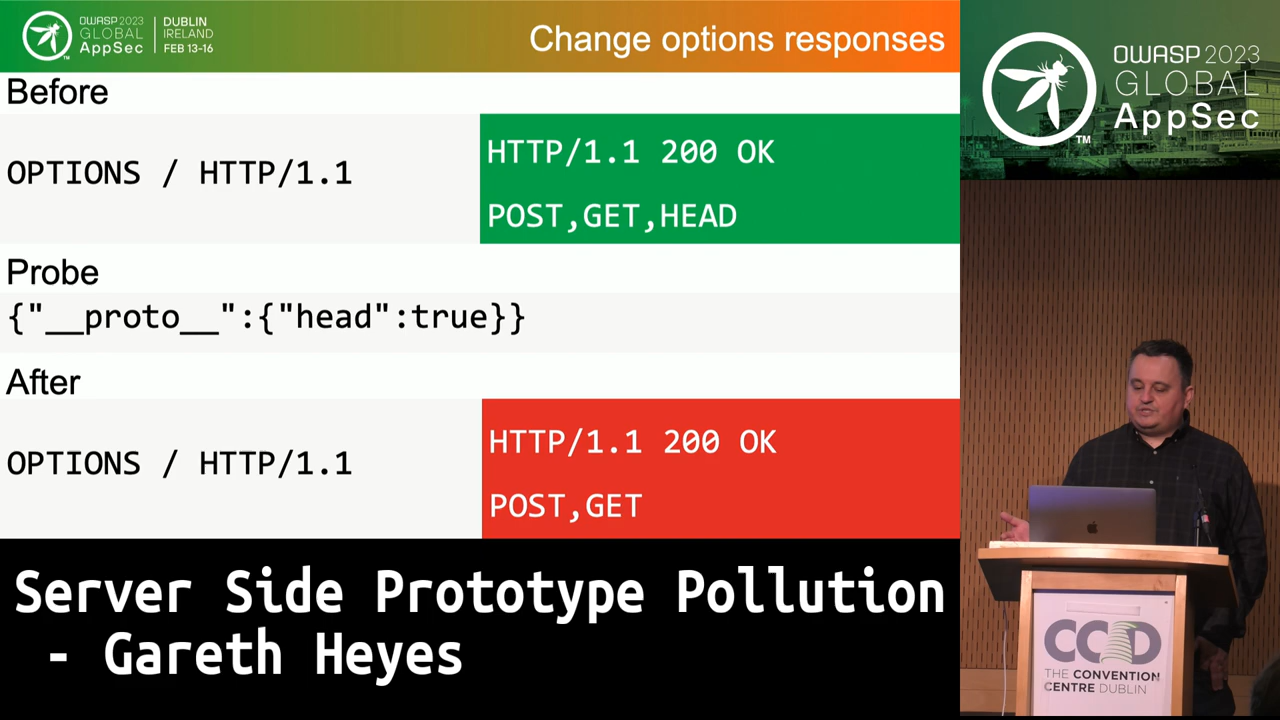 OWASP 2023
GLOBAL
AppSec
TM
DUBLIN
IRELAND
FEB 13-16
Change options responses
Before
OPTIONS / HTTP/1.1
HTTP/1.1 200 OK
POST,GET,HEAD
Probe
{"__proto__":{"head":true}}
After
OPTIONS / HTTP/1.1
HTTP/1.1 200 OK
POST,GET
Server Side Prototype Pollution
- Gareth Heyes
OWASP 2023
GLOBAL
AppSec
TM
CCD
THE CONVENTION
CENTRE DUBLIN